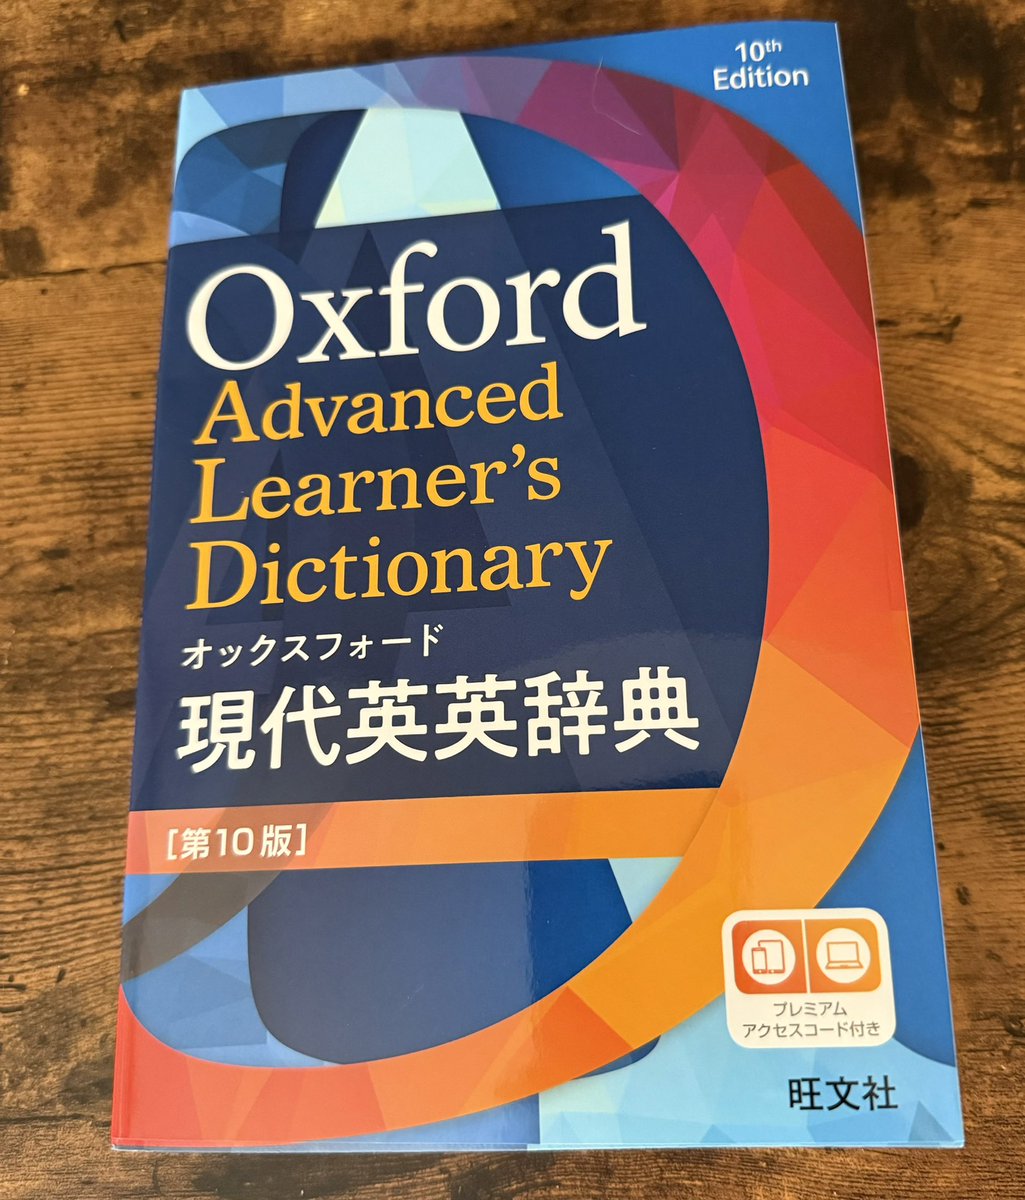 10th
Edition
Oxford
Advanced
Learner's
Dictionary
オックスフォード
現代英英辞典
[第10版]
プレミアム
アクセスコード付き
旺文社